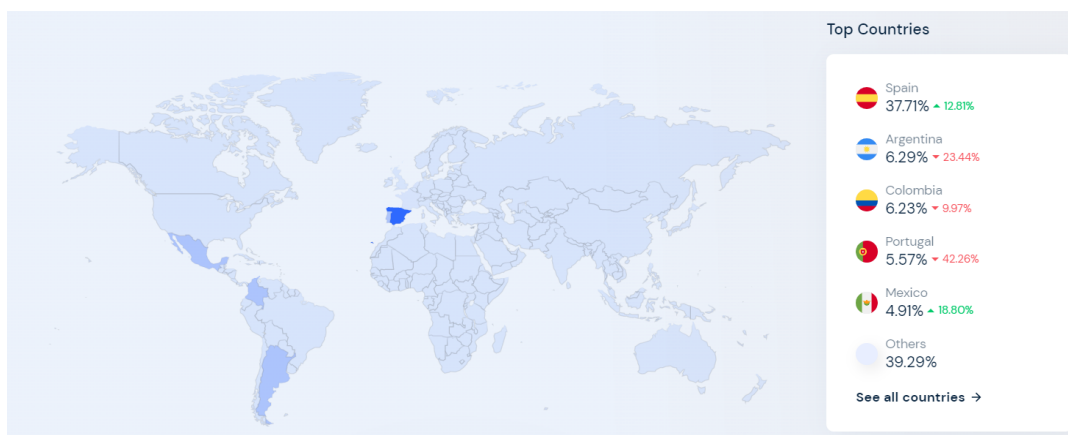 Top Countries
Spain
37.71% 12.81%
Argentina
6.29% 23.44%
Colombia
6.23% 9.97%
Portugal
5.57% 42.26%
Mexico
4.91% 18.80%
Others
39.29%
See all countries →